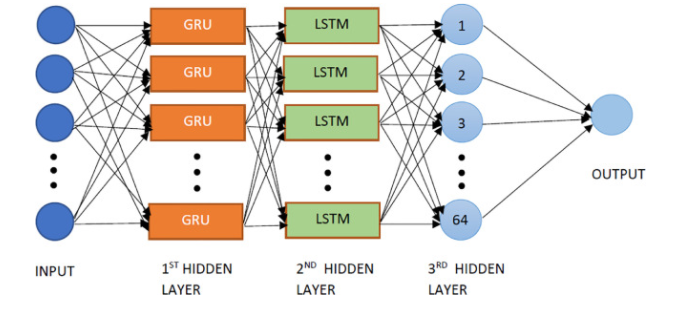 GRU LSTM 1
GRU LSTM 2
GRU LSTM 3
GRU LSTM 64
OUTPUT
INPUT
1ST HIDDEN
LAYER
2ND HIDDEN
LAYER
3RD HIDDEN
LAYER